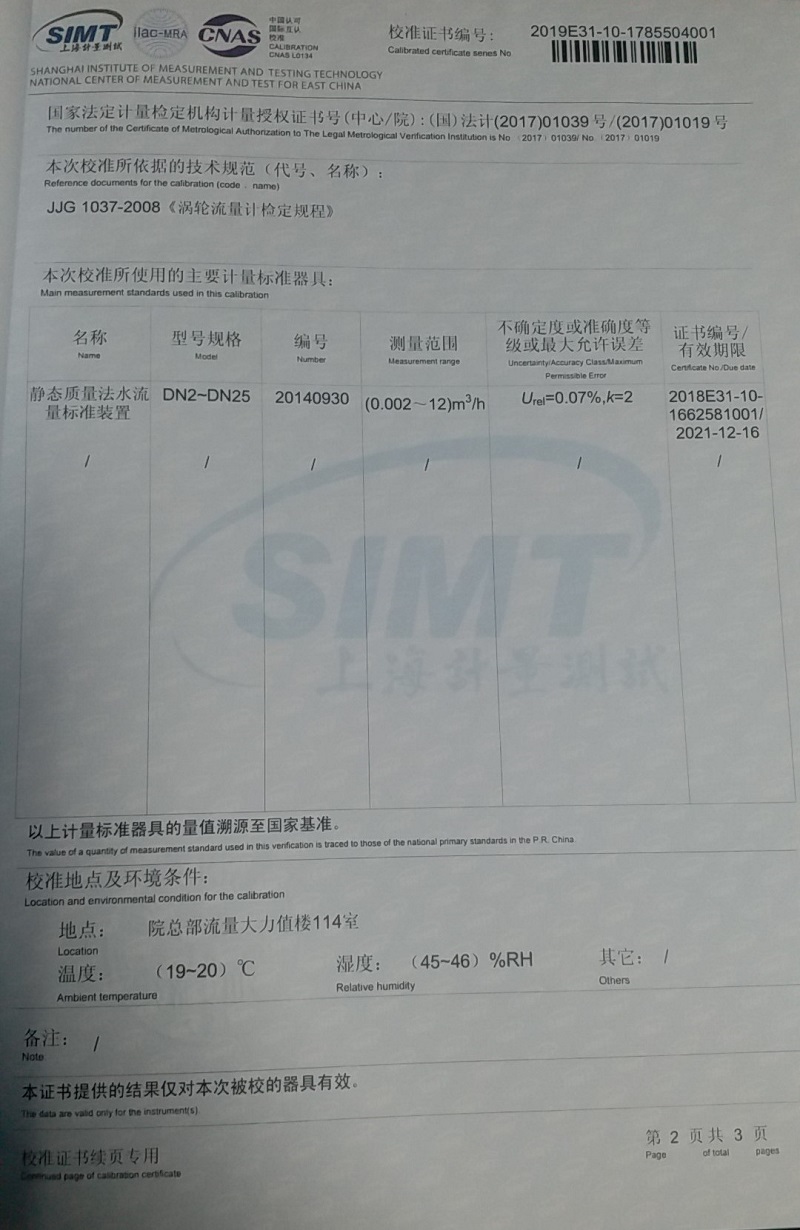 SIMT
上海计量测试
ilac-MRA
CNAS
中国认可
国际互认
校准
CALIBRATION
CNAS L0134
校准证书编号:
Calibrated certificate series No
2019E31-10-1785504001
SHANGHAI INSTITUTE OF MEASUREMENT AND TESTING TECHNOLOGY
NATIONAL CENTER OF MEASUREMENT AND TEST FOR EAST CHINA
国家法定计量检定机构计量授权证书号(中心/院):(国)法计(2017)01039号/(2017)01019号
The number of the Certificate of Metrological Authorization to The Legal Metrological Verification Institution is No（2017）01039/ No.（2017）01019
本次校准所依据的技术规范（代号、名称）:
Reference documents for the calibration (code 、name)
JJG 1037-2008《涡轮流量计检定规程》
本次校准所使用的主要计量标准器具:
Main measurement standards used in this calibration
名称
Name
型号规格
Model
编号
Number
测量范围
Measurement range
不确定度或准确度等
级或最大允许误差
Uncertainty/Accuracy Class/Maximum
Permissible Error
证书编号/
有效期限
Certificate No./Due date
静态质量法水流
量标准装置
DN2~DN25
20140930
(0.002～12)m³/h
Urel=0.07%,k=2
2018E31-10-
1662581001/
2021-12-16
/ / / / / /
SIMT
上海计量测试
以上计量标准器具的量值溯源至国家基准。
The value of a quantity of measurement standard used in this verification is traced to those of the national primary standards in the P.R. China.
校准地点及环境条件:
Location and environmental condition for the calibration
地点: 院总部流量大力值楼114室
Location
温度: （19~20）℃ 湿度: （45~46）%RH 其它: /
Ambient temperature Relative humidity Others
备注: /
Note
本证书提供的结果仅对本次被校的器具有效。
The data are valid only for the instrument(s).
校准证书续页专用
Continued page of calibration certificate
第 2 页共 3 页
Page of total pages